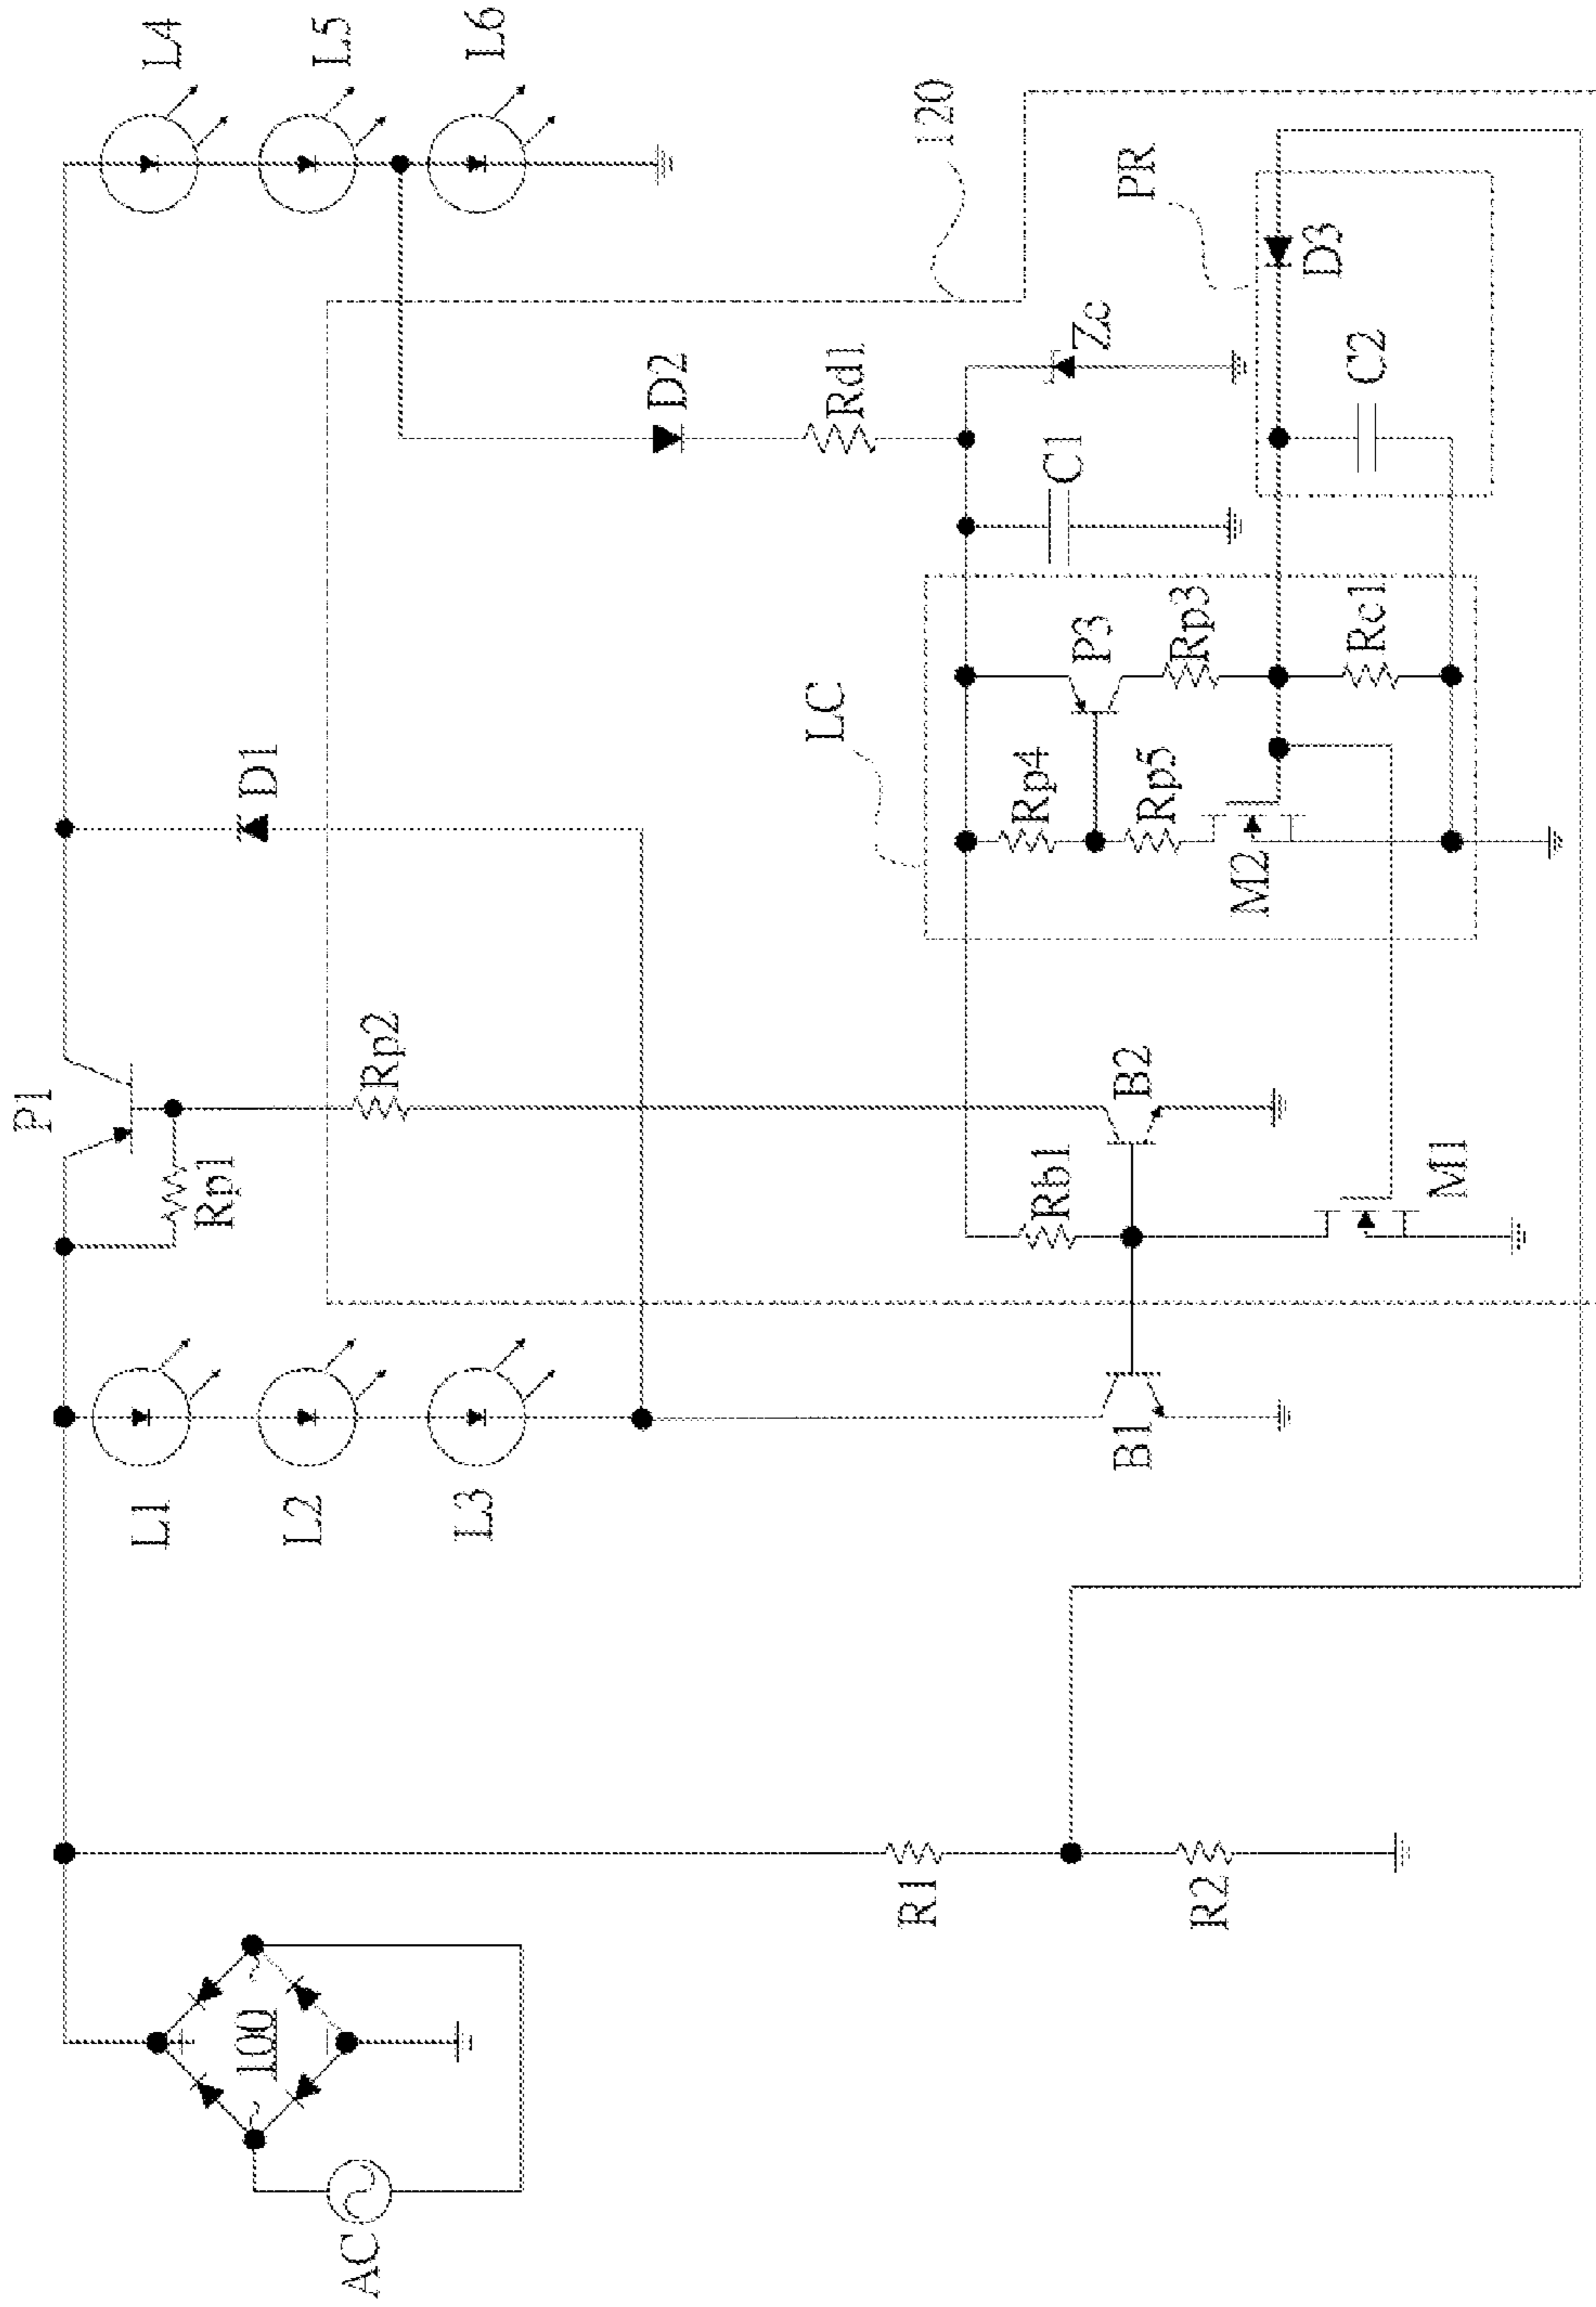 AC
100
R1
R2
L1
L2
L3
B1
P1
Rp1
Rp2
Rb1
B2
M1
D1
LC
Rp4
Rp5
M2
P3
Rp3
Rc1
C1
D2
Rd1
Zc
C2
D3
PR
120
L4
L5
L6